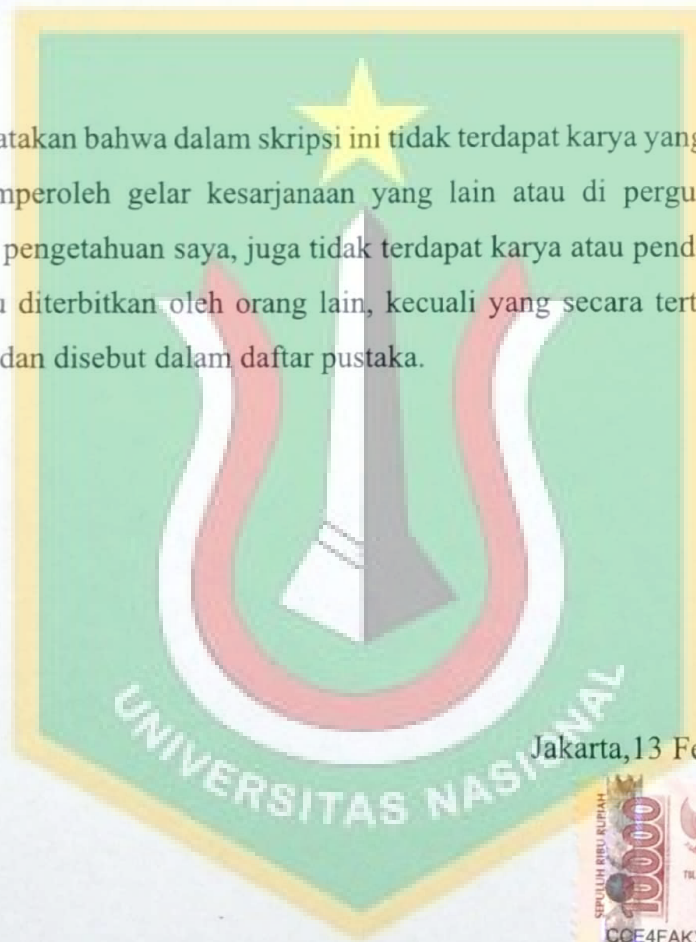 atakan bahwa dalam skripsi ini tidak terdapat karya yang
mperoleh gelar kesarjanaan yang lain atau di pergu
pengetahuan saya, juga tidak terdapat karya atau pend
u diterbitkan oleh orang lain, kecuali yang secara tert
dan disebut dalam daftar pustaka.
UNIVERSITAS NASIONAL
Jakarta,13 Fe
SEPULUH RIBU RUPIAH
10000
CCE4FAK